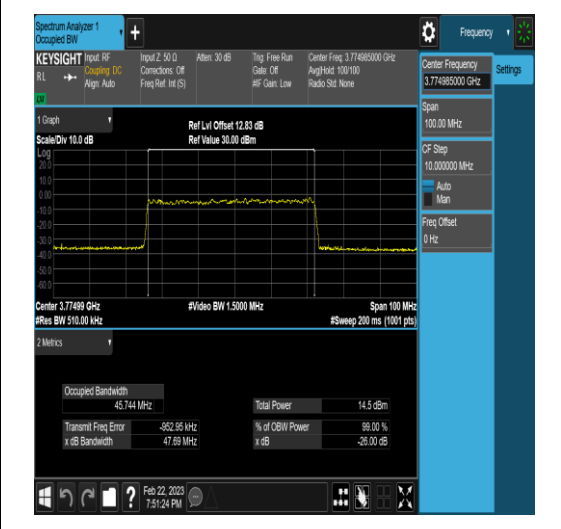 Spectrum Analyzer 1
Occupied BW
Frequency
KEYSIGHT Input: RF
RL
Coupling: DC
Align: Auto
Input Z: 50 Ω
Corrections: Off
Freq Ref: Int (S)
Atten: 30 dB
Trig: Free Run
Gate: Off
#IF Gain: Low
Center Freq: 3.774985000 GHz
Avg|Hold: 100/100
Radio Std: None
Center Frequency
3.774985000 GHz
Settings
Span
100.00 MHz
CF Step
10.000000 MHz
Auto
Man
Freq Offset
0 Hz
1 Graph
Scale/Div 10.0 dB
Ref Lvl Offset 12.83 dB
Ref Value 30.00 dBm
Log
20.0
10.0
0.00
-10.0
-20.0
-30.0
-40.0
-50.0
-60.0
Center 3.77499 GHz
#Video BW 1.5000 MHz
Span 100 MHz
#Res BW 510.00 kHz
#Sweep 200 ms (1001 pts)
2 Metrics
Occupied Bandwidth
45.744 MHz
Total Power 14.5 dBm
Transmit Freq Error -952.95 kHz
% of OBW Power 99.00 %
x dB Bandwidth 47.69 MHz
x dB -26.00 dB
?
Feb 22, 2023
7:51:24 PM